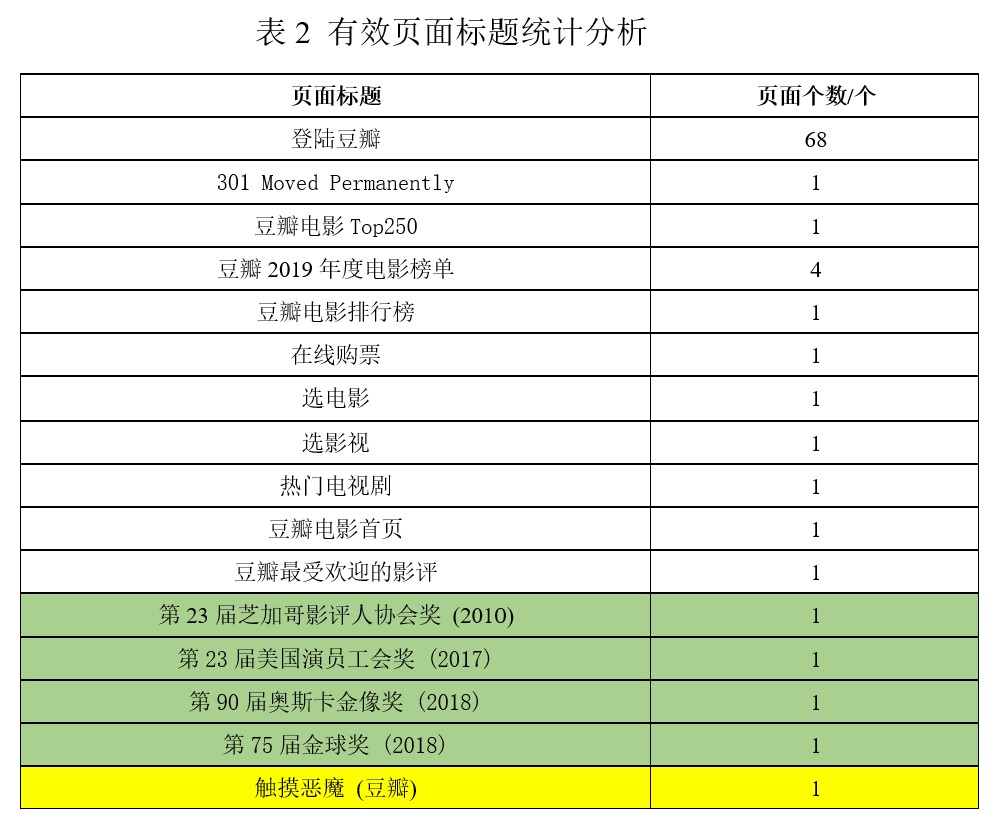 表 2 有效页面标题统计分析
页面标题 页面个数/个
登陆豆瓣 68
301 Moved Permanently 1
豆瓣电影 Top250 1
豆瓣 2019 年度电影榜单 4
豆瓣电影排行榜 1
在线购票 1
选电影 1
选影视 1
热门电视剧 1
豆瓣电影首页 1
豆瓣最受欢迎的影评 1
第 23 届芝加哥影评人协会奖 (2010) 1
第 23 届美国演员工会奖（2017） 1
第 90 届奥斯卡金像奖（2018） 1
第 75 届金球奖（2018） 1
触摸恶魔 (豆瓣) 1